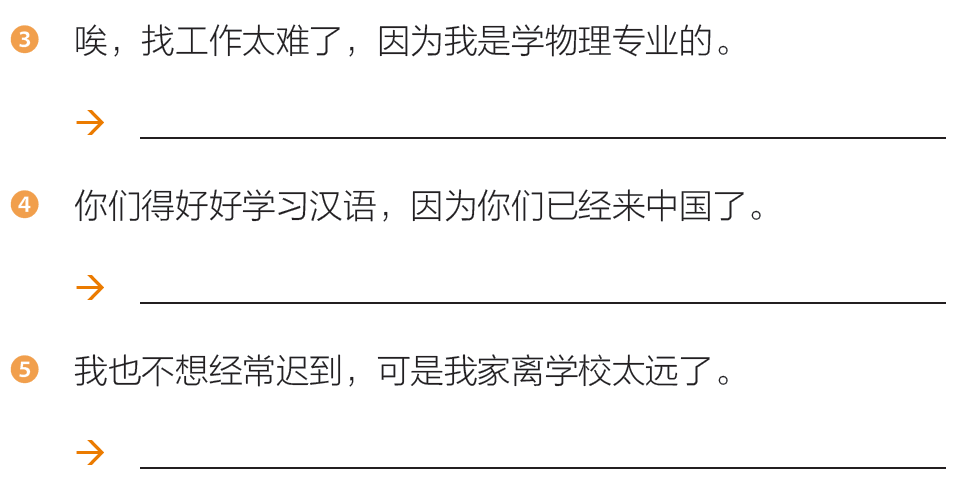 3 唉，找工作太难了，因为我是学物理专业的。
→
4 你们得好好学习汉语，因为你们已经来中国了。
→
5 我也不想经常迟到，可是我家离学校太远了。
→